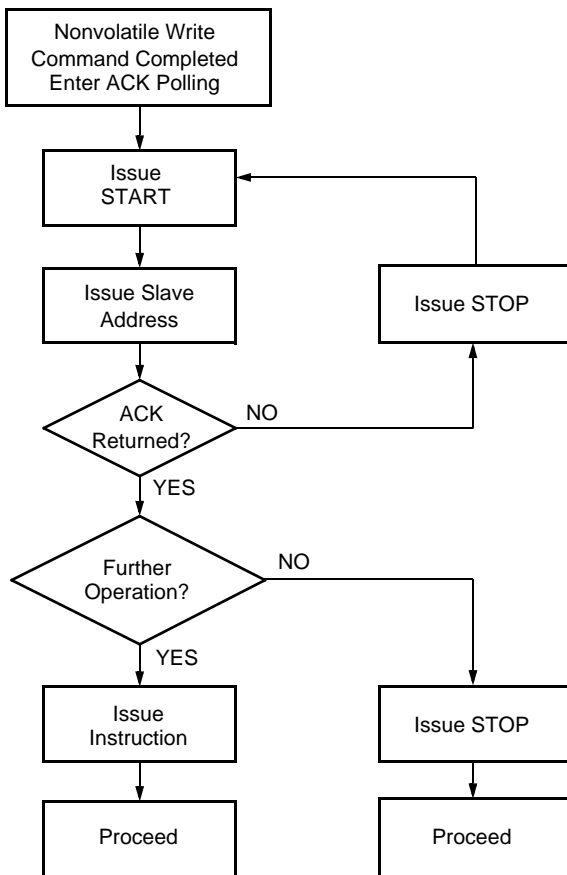 Nonvolatile Write
Command Completed
Enter ACK Polling
Issue
START
Issue Slave
Address
Issue STOP
ACK
Returned?
NO
YES
Further
Operation?
NO
YES
Issue
Instruction
Issue STOP
Proceed
Proceed